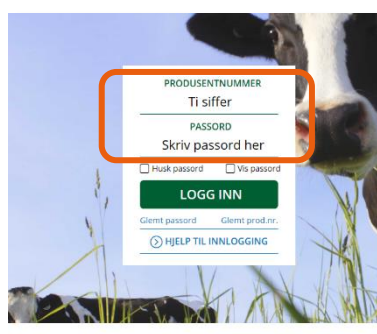 PRODUSENTNUMMER
Ti siffer
PASSORD
Skriv passord her
Husk passord Vis passord
LOGG INN
Glemt passord Glemt prod.nr.
HJELP TIL INNLOGGING